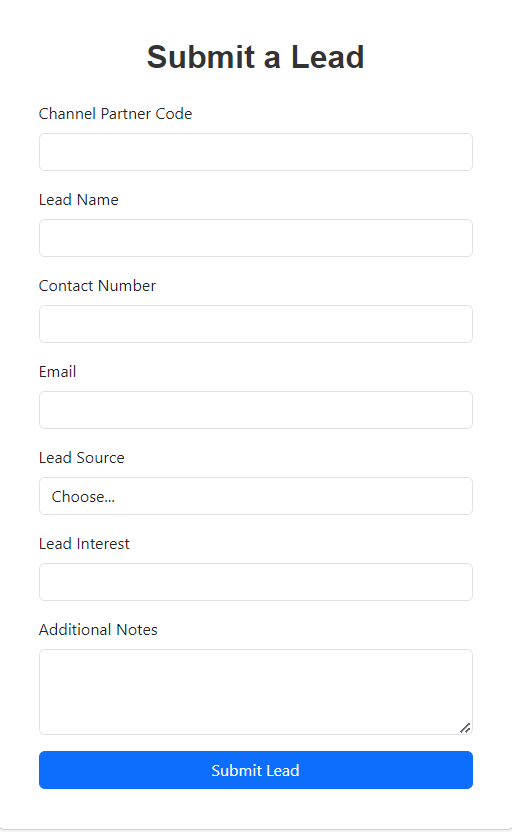 Submit a Lead
Channel Partner Code
Lead Name
Contact Number
Email
Lead Source
Choose...
Lead Interest
Additional Notes
Submit Lead